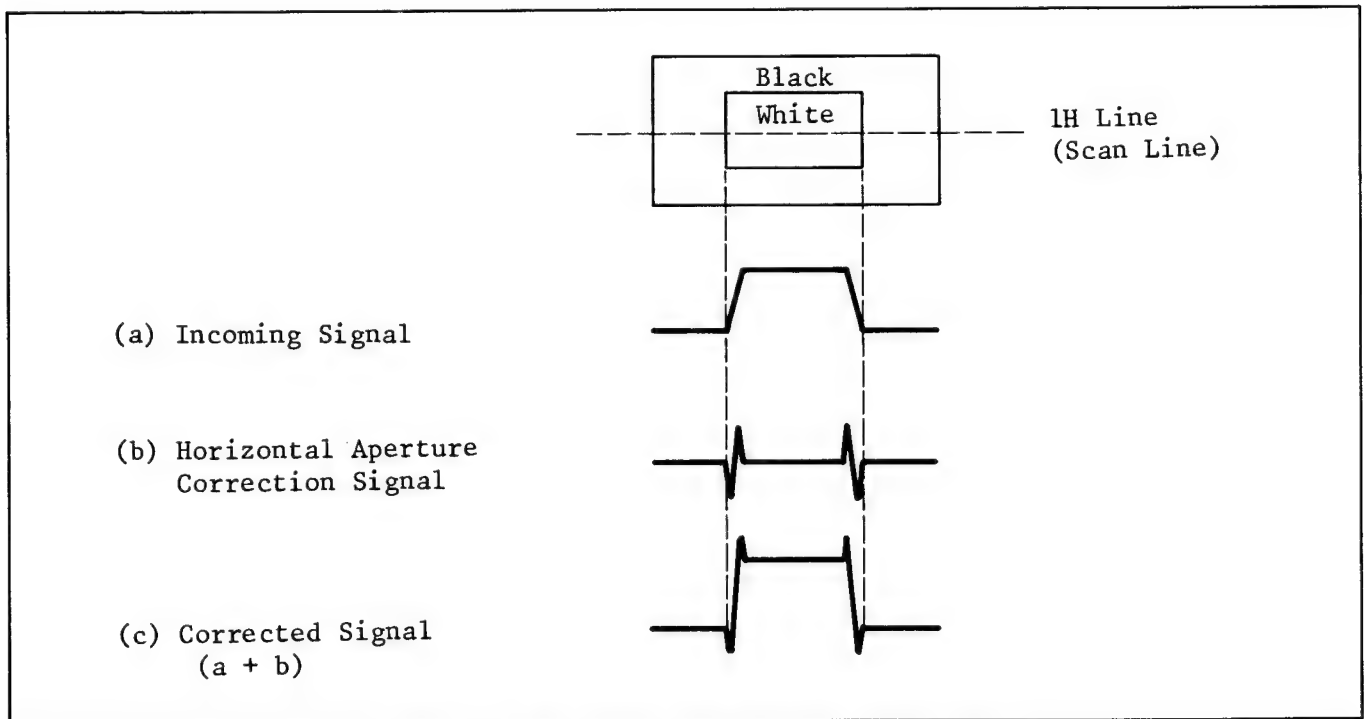 Black
White
1H Line
(Scan Line)
(a) Incoming Signal
(b) Horizontal Aperture
Correction Signal
(c) Corrected Signal
(a + b)